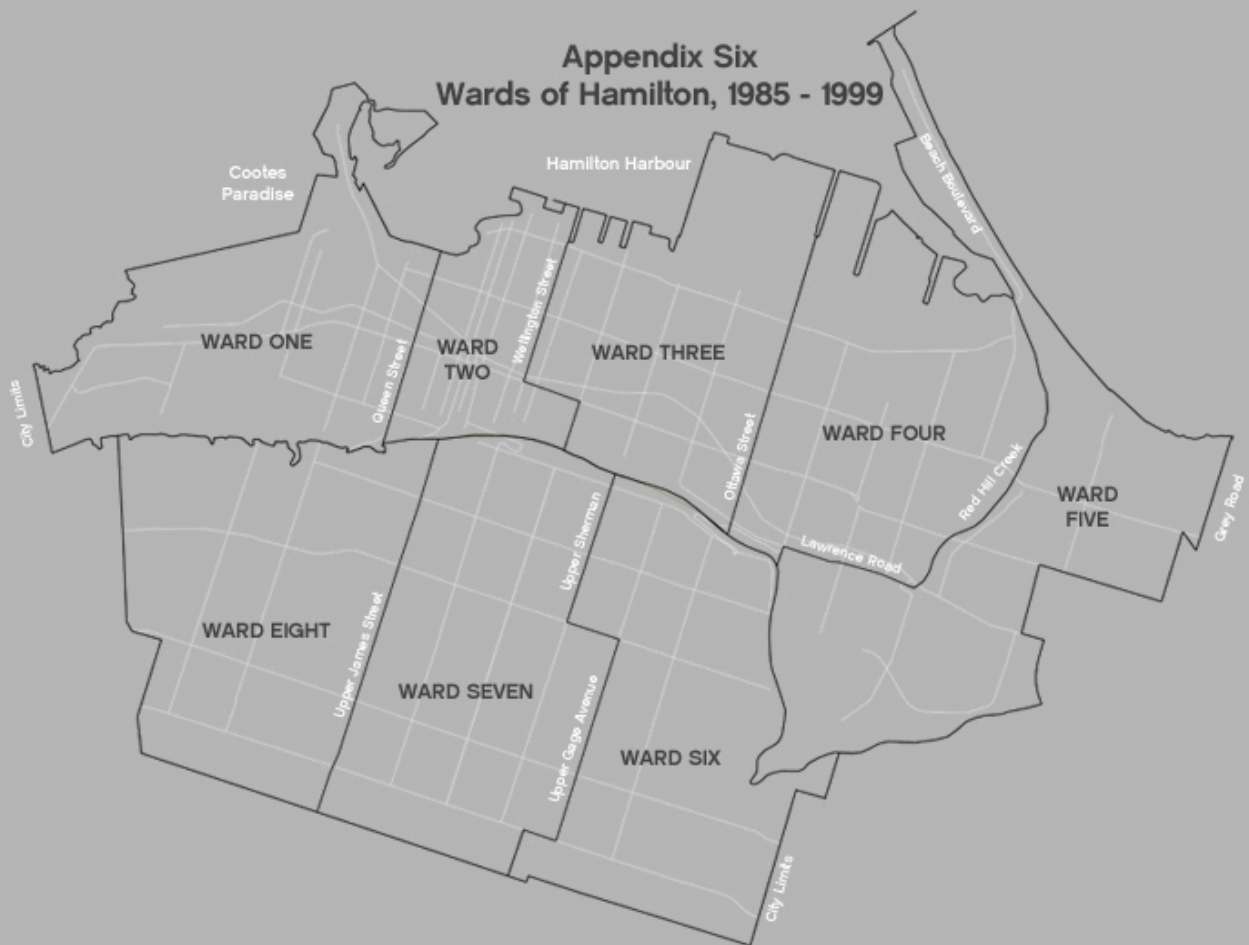 Appendix Six
Wards of Hamilton, 1985 - 1999
Beach Boulevard
Hamilton Harbour
Cootes
Paradise
Wellington Street
WARD ONE
WARD
TWO
WARD THREE
Queen Street
City Limits
Ottawa Street
WARD FOUR
Red Hill Creek
WARD
FIVE
Grey Road
Upper Sherman
Lawrence Road
WARD EIGHT
Upper James Street
WARD SEVEN
Upper Gage Avenue
WARD SIX
City Limits